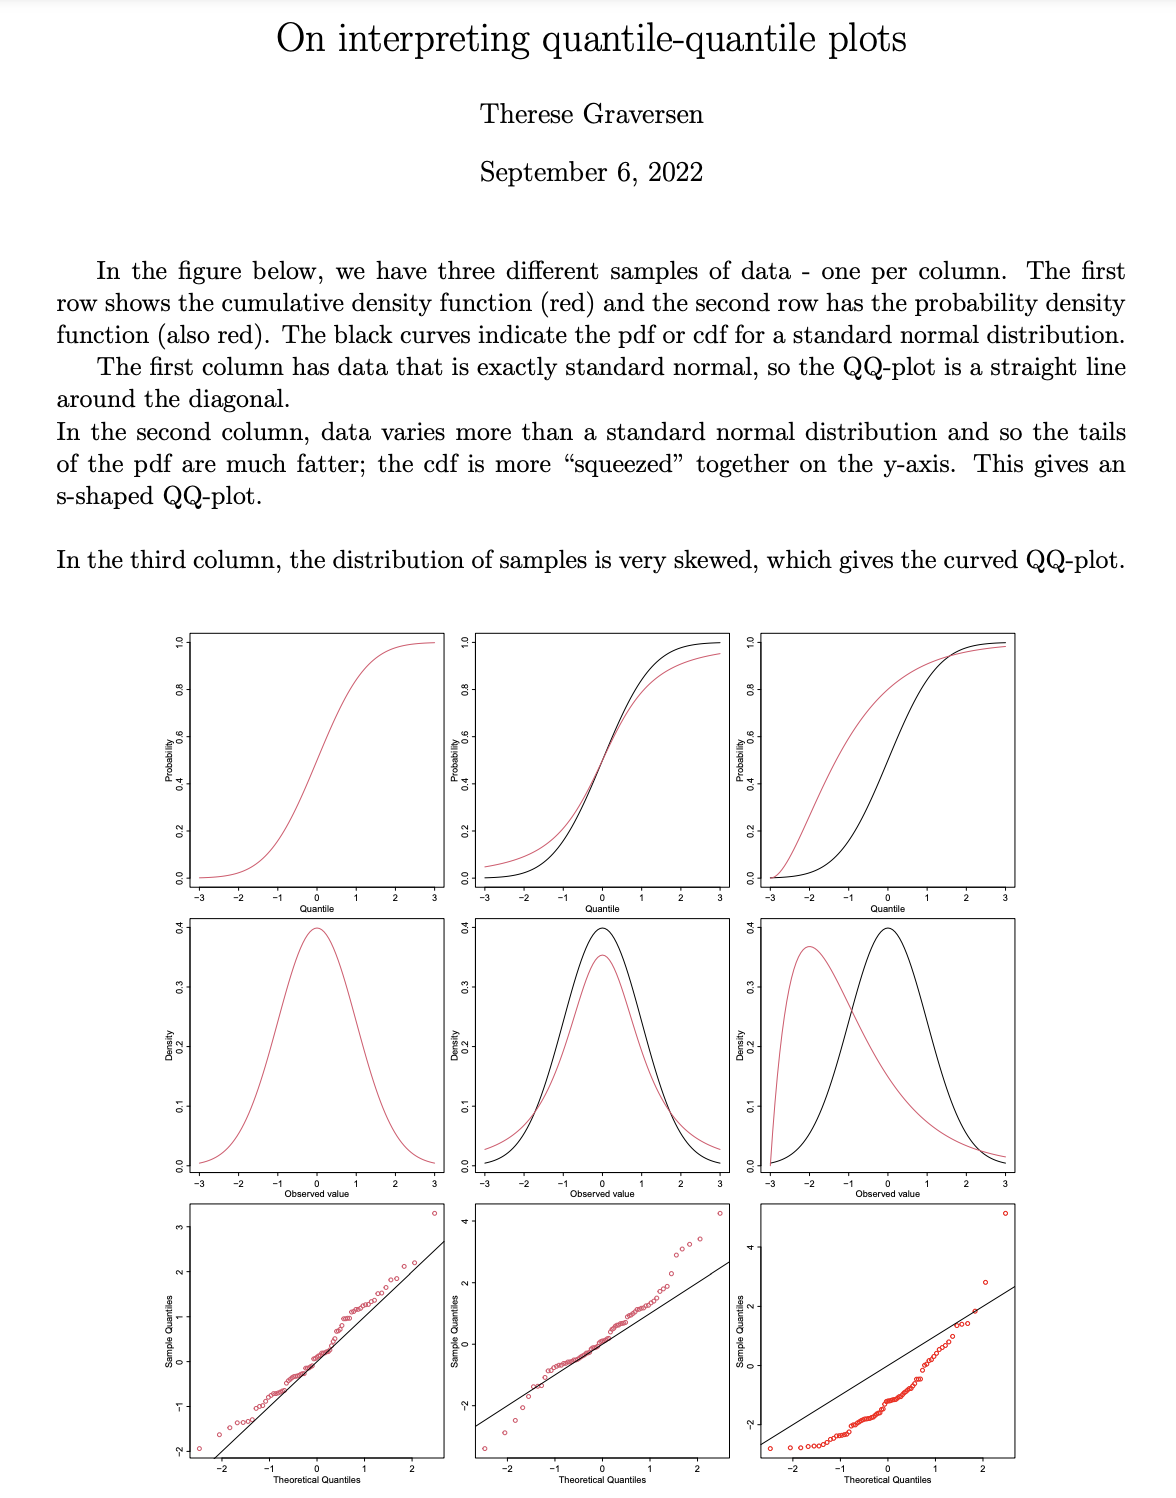 On interpreting quantile-quantile plots
Therese Graversen
September 6, 2022
In the figure below, we have three different samples of data - one per column. The first
row shows the cumulative density function (red) and the second row has the probability density
function (also red). The black curves indicate the pdf or cdf for a standard normal distribution.
The first column has data that is exactly standard normal, so the QQ-plot is a straight line
around the diagonal.
In the second column, data varies more than a standard normal distribution and so the tails
of the pdf are much fatter; the cdf is more “squeezed” together on the y-axis. This gives an
s-shaped QQ-plot.
In the third column, the distribution of samples is very skewed, which gives the curved QQ-plot.
Probability
0.0 0.2 0.4 0.6 0.8 1.0
−3 −2 −1 0 1 2 3
Quantile
Probability
0.0 0.2 0.4 0.6 0.8 1.0
−3 −2 −1 0 1 2 3
Quantile
Probability
0.0 0.2 0.4 0.6 0.8 1.0
−3 −2 −1 0 1 2 3
Quantile
Density
0.0 0.1 0.2 0.3 0.4
−3 −2 −1 0 1 2 3
Observed value
Density
0.0 0.1 0.2 0.3 0.4
−3 −2 −1 0 1 2 3
Observed value
Density
0.0 0.1 0.2 0.3 0.4
−3 −2 −1 0 1 2 3
Observed value
Sample Quantiles
−2 −1 0 1 2 3
−2 −1 0 1 2
Theoretical Quantiles
Sample Quantiles
−2 0 2 4
−2 −1 0 1 2
Theoretical Quantiles
Sample Quantiles
−2 0 2 4
−2 −1 0 1 2
Theoretical Quantiles